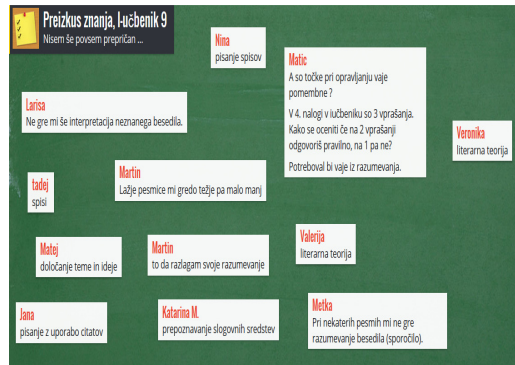 Preizkus znanja, I-učbenik 9
Nisem še povsem prepričan ...
Nina
pisanje spisov
Matic
A so točke pri opravljanju vaje
pomembne ?
V 4. nalogi v iučbeniku so 3 vprašanja.
Kako se oceniti če na 2 vprašanji
odgovoriš pravilno, na 1 pa ne?
Potreboval bi vaje iz razumevanja.
Larisa
Ne gre mi še interpretacija neznanega besedila.
Veronika
literarna teorija
Martin
Lažje pesmice mi gredo težje pa malo manj
tadej
spisi
Matej
določanje teme in ideje
Martin
to da razlagam svoje razumevanje
Valerija
literarna teorija
Jana
pisanje z uporabo citatov
Katarina M.
prepoznavanje slogovnih sredstev
Metka
Pri nekaterih pesmih mi ne gre
razumevanje besedila (sporočilo).